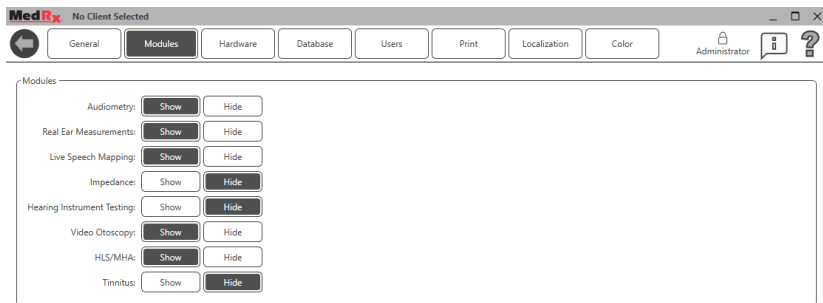 MedRx No Client Selected
General Modules Hardware Database Users Print Localization Color Administrator
Modules
Audiometry: Show Hide
Real Ear Measurements: Show Hide
Live Speech Mapping: Show Hide
Impedance: Show Hide
Hearing Instrument Testing: Show Hide
Video Otoscopy: Show Hide
HLS/MHA: Show Hide
Tinnitus: Show Hide